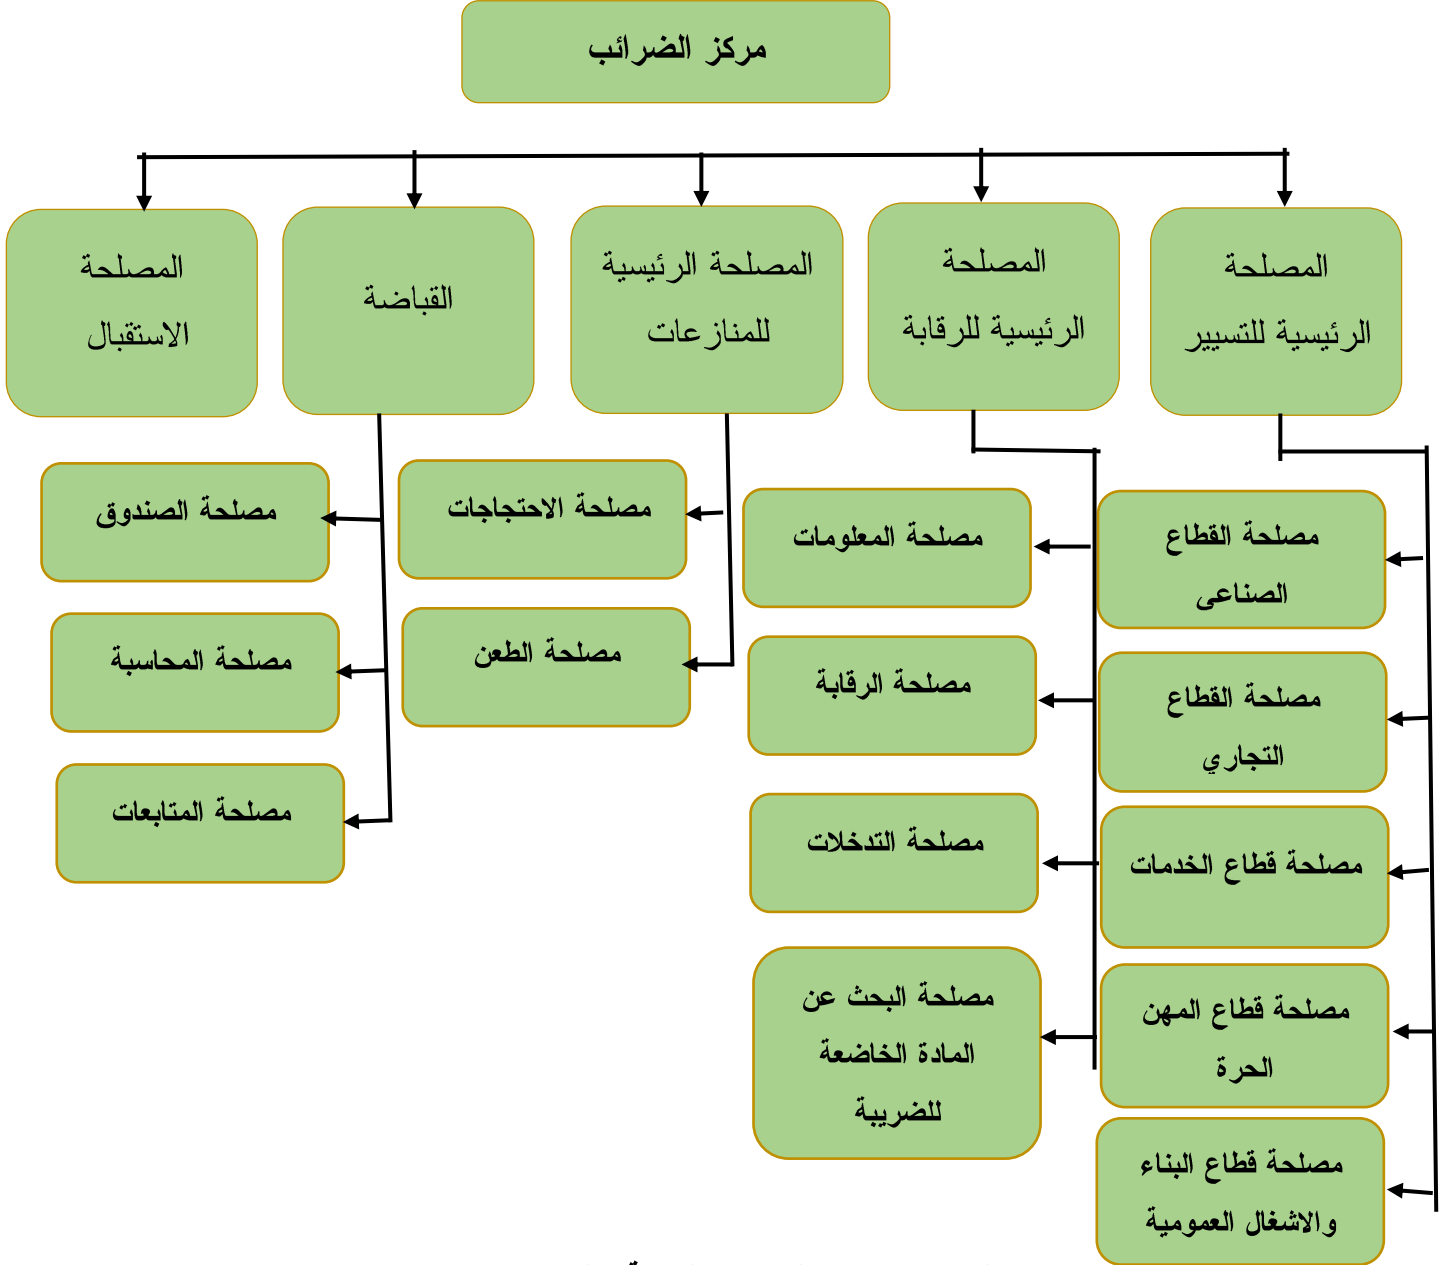 مركز الضرائب
المصلحة
الرئيسية للتسيير
المصلحة
الرئيسية للرقابة
المصلحة الرئيسية
للمنازعات
القباضة
المصلحة
الاستقبال
مصلحة القطاع
الصناعى
مصلحة القطاع
التجاري
مصلحة قطاع الخدمات
مصلحة قطاع المهن
الحرة
مصلحة قطاع البناء
والاشغال العمومية
مصلحة المعلومات
مصلحة الرقابة
مصلحة التدخلات
مصلحة البحث عن
المادة الخاضعة
للضريبة
مصلحة الاحتجاجات
مصلحة الطعن
مصلحة الصندوق
مصلحة المحاسبة
مصلحة المتابعات